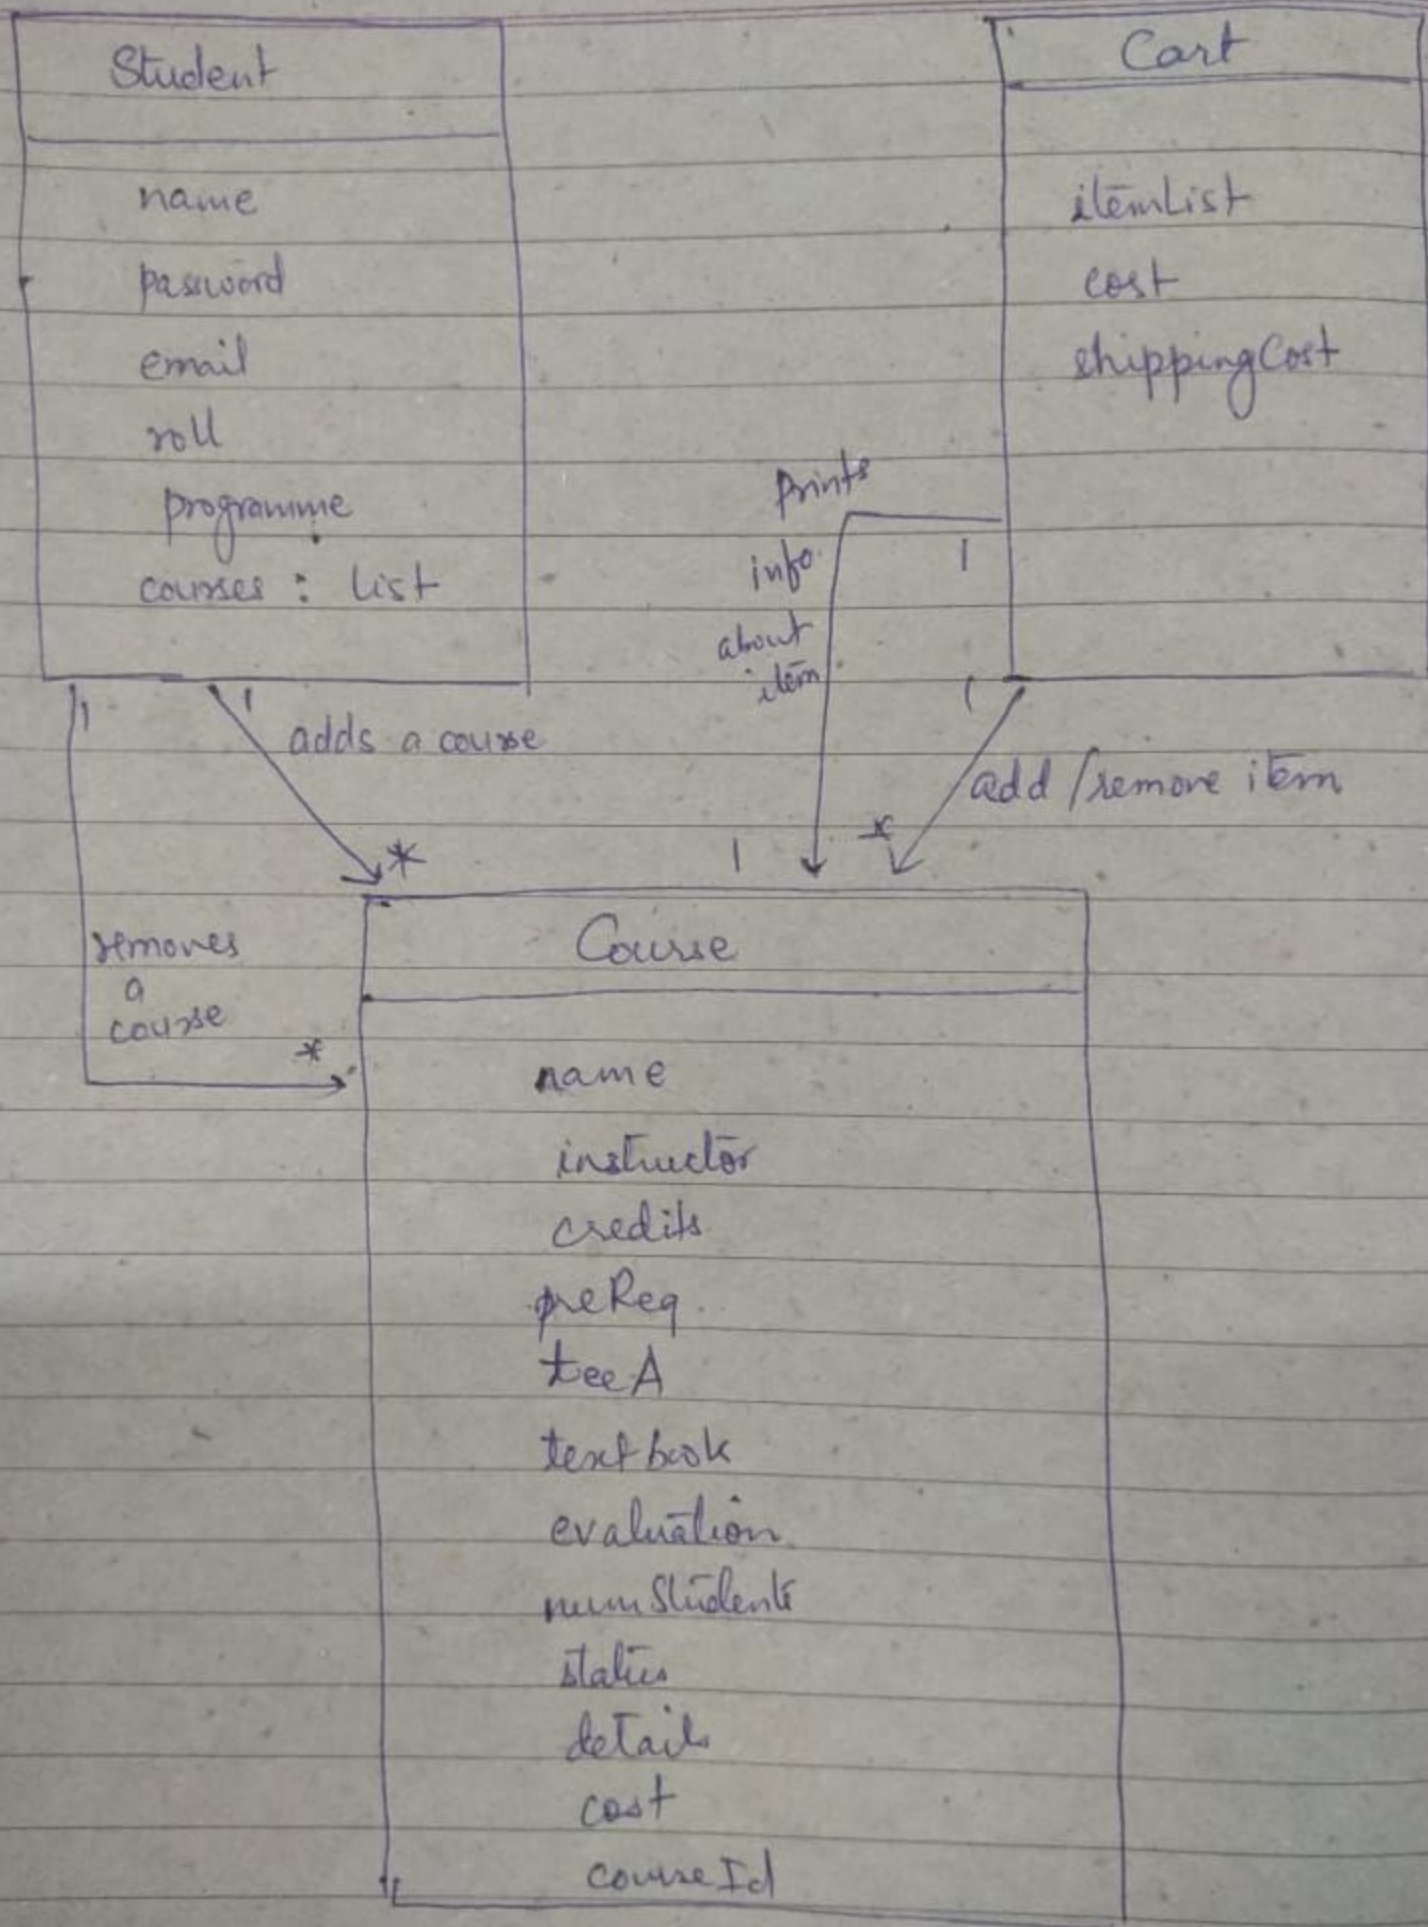 Student
name
password
email
roll
programme
courses : list
Cart
itemList
cost
shippingCost
prints
info
about
item
1
1
1
1
adds a course
add/remove item
*
1
*
removes
a
course
*
Course
name
instructor
credits
preReq.
teeA
textbook
evaluation
numStudents
status
details
cost
courseId